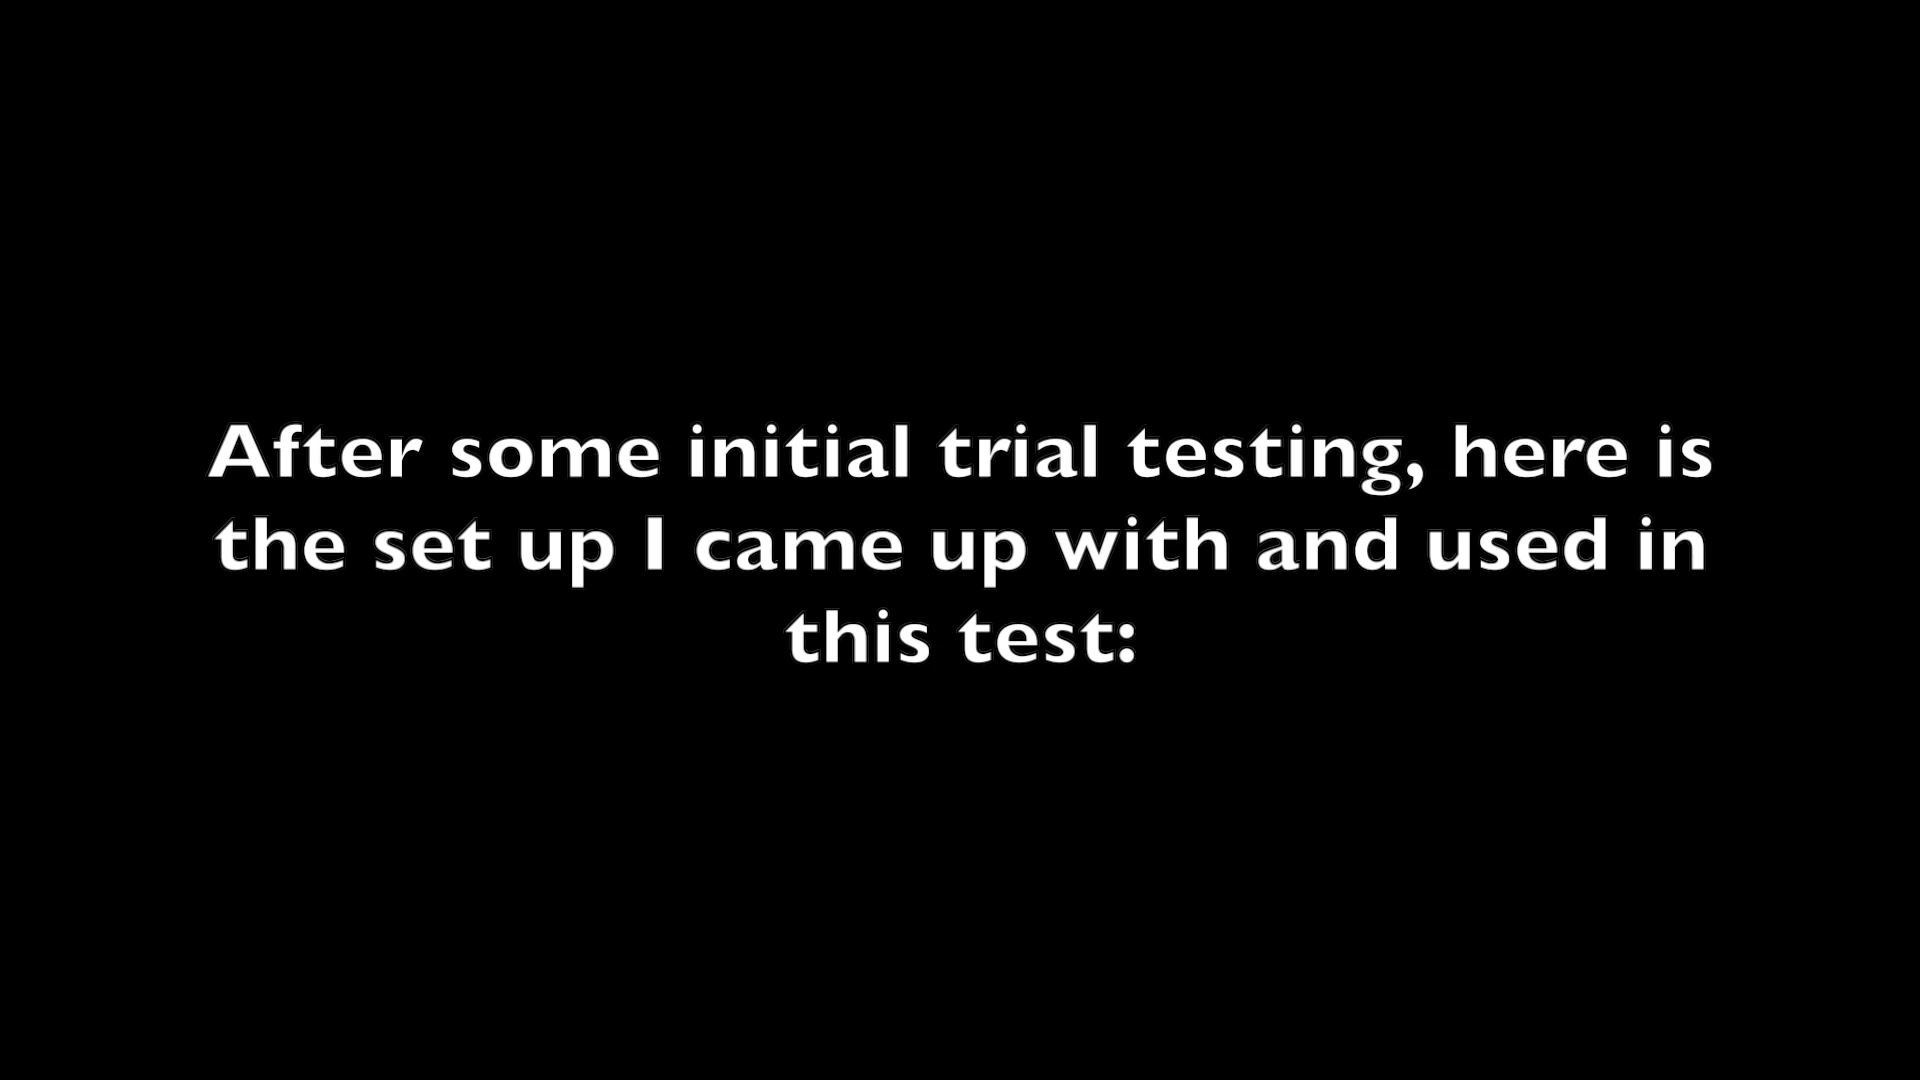 After some initial trial testing, here is
the set up I came up with and used in
this test: